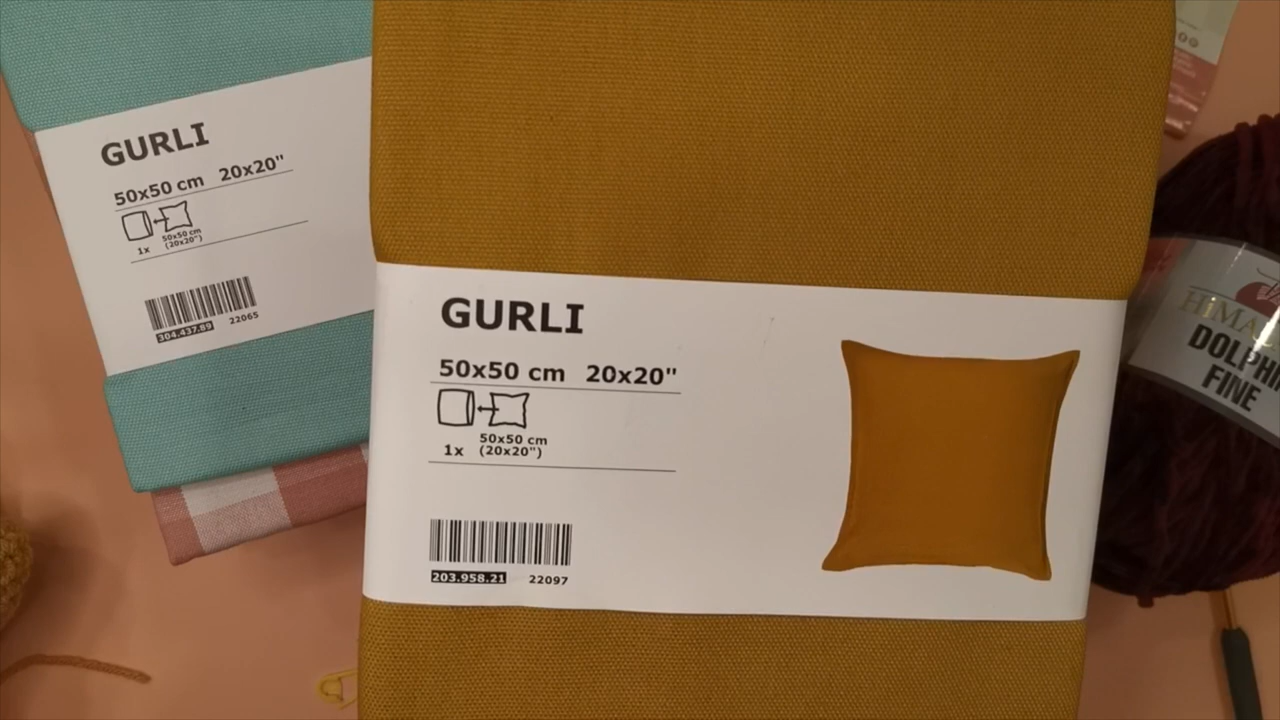 GURLI
50x50 cm 20x20"
50x50 cm
1x (20x20")
304.437.89 22065
GURLI
50x50 cm 20x20"
50x50 cm
1x (20x20")
203.958.21 22097
DOLPHI
FINE